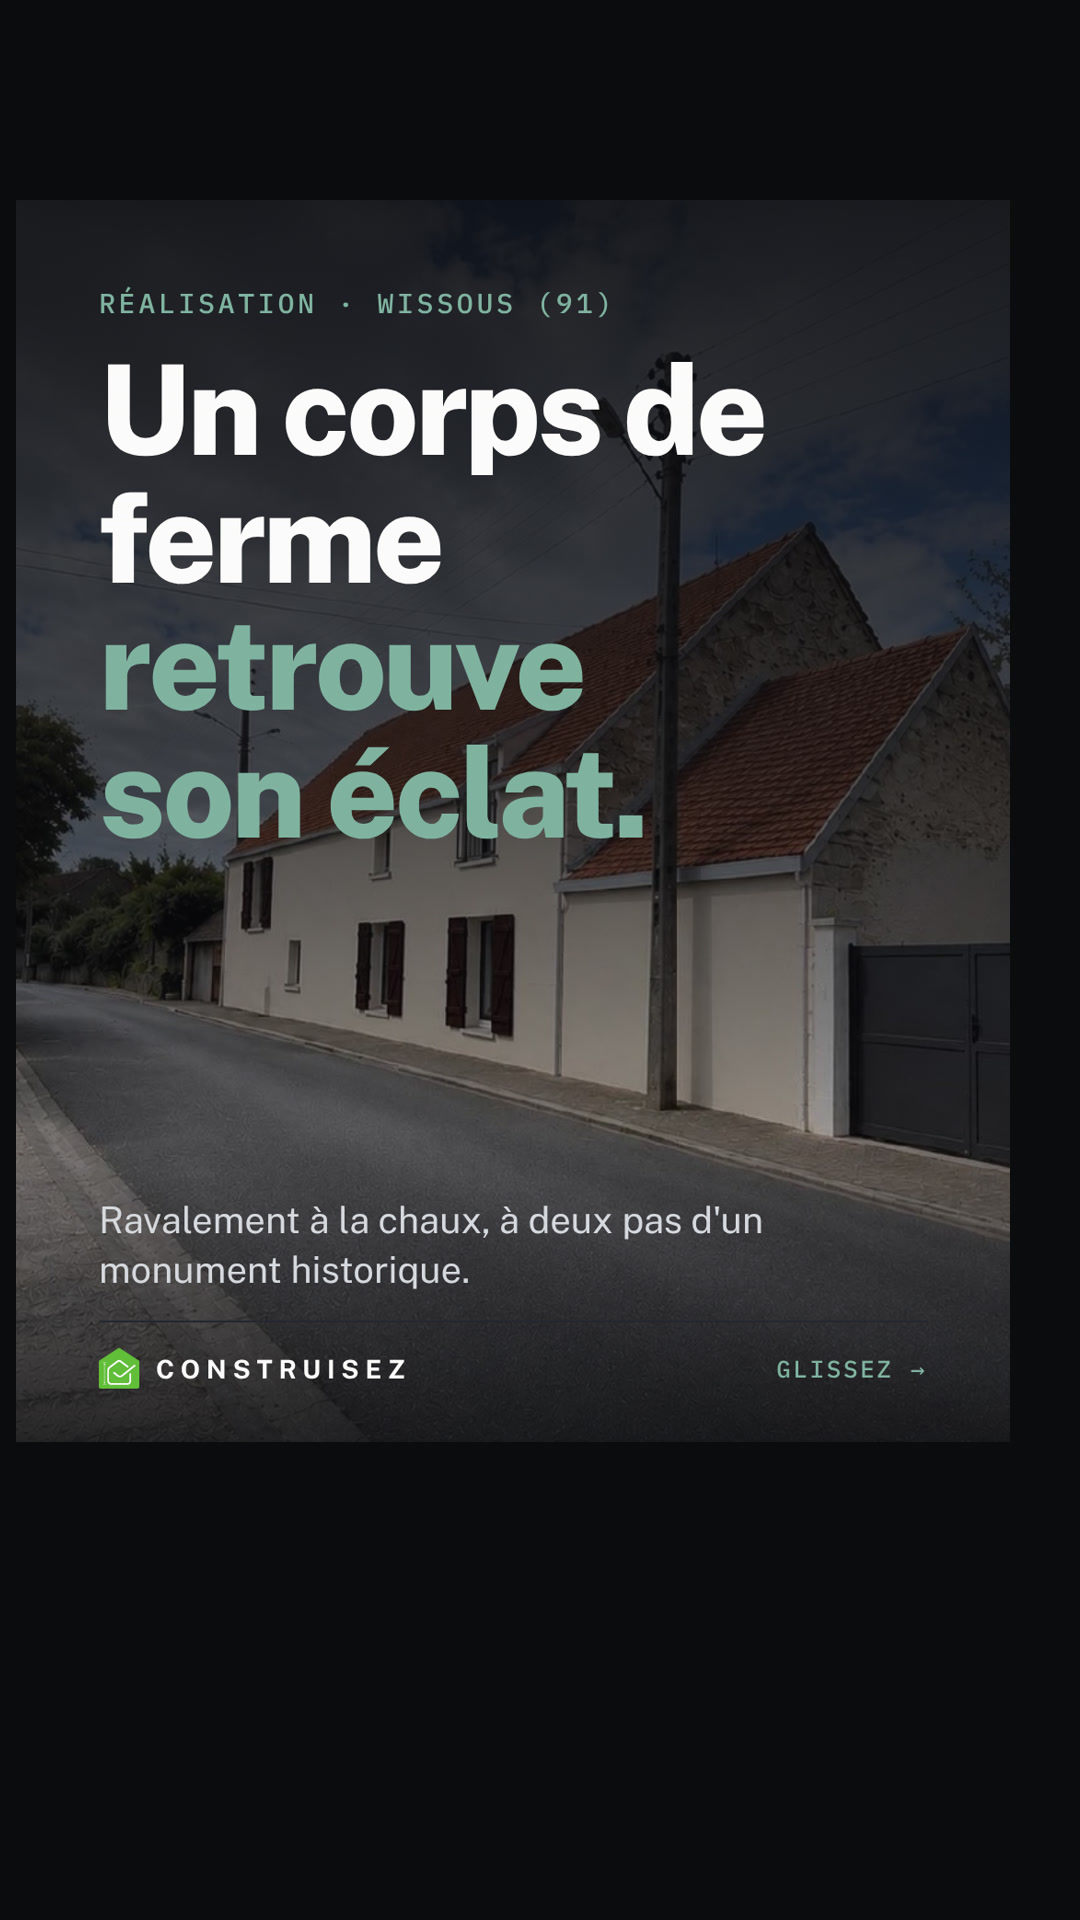 RÉALISATION · WISSOUS (91)
Un corps de
ferme
retrouve
son éclat.
Ravalement à la chaux, à deux pas d'un
monument historique.
CONSTRUISEZ
GLISSEZ →